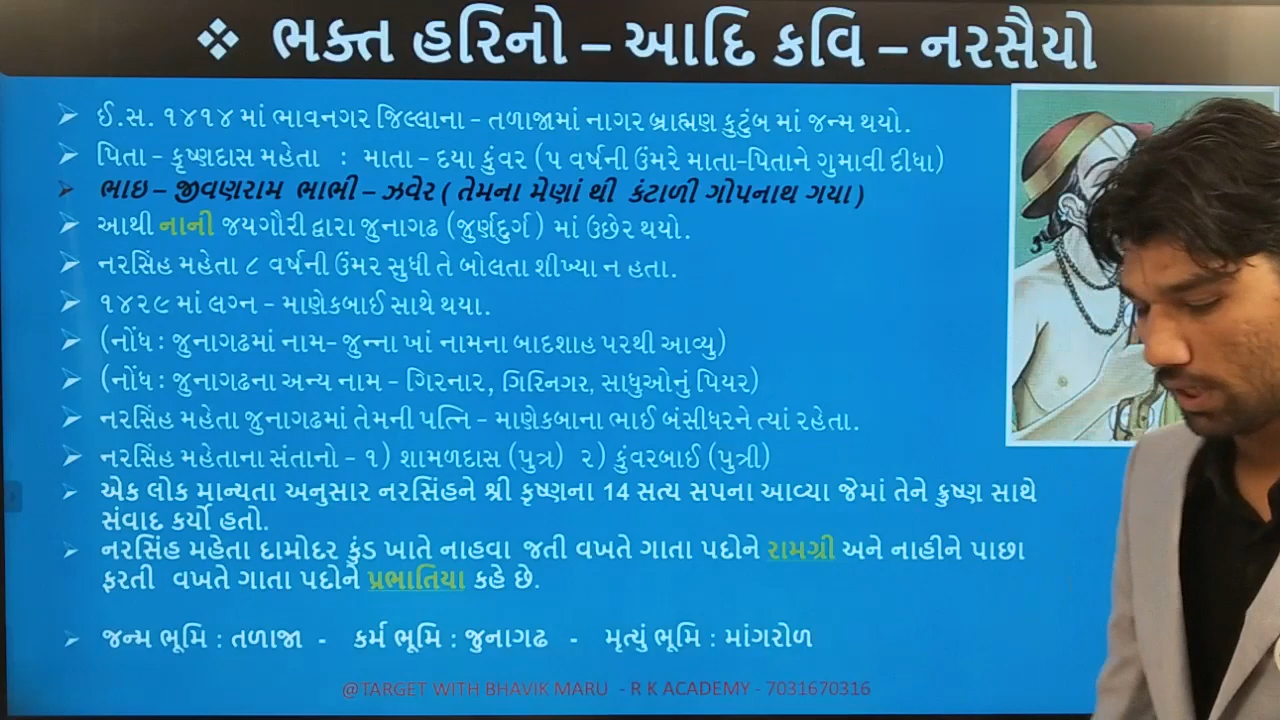 ❖ ભક્ત હરિનો – આદિ કવિ – નરસૈયો
➢ ઈ.સ. ૧૪૧૪ માં ભાવનગર જિલ્લાના - તળાજામાં નાગર બ્રાહ્મણ કુટુંબ માં જન્મ થયો.
➢ પિતા - કૃષ્ણદાસ મહેતા : માતા - દયા કુંવર (૫ વર્ષની ઉંમરે માતા-પિતાને ગુમાવી દીધા)
➢ ભાઇ – જીવણરામ ભાભી – ઝવેર ( તેમના મેણાં થી કંટાળી ગોપનાથ ગયા )
➢ આથી નાની જયગૌરી દ્વારા જુનાગઢ (જુર્ણદુર્ગ ) માં ઉછેર થયો.
➢ નરસિંહ મહેતા ૮ વર્ષની ઉંમર સુધી તે બોલતા શીખ્યા ન હતા.
➢ ૧૪૨૯ માં લગ્ન - માણેકબાઈ સાથે થયા.
➢ (નોંધ : જુનાગઢમાં નામ- જુન્ના ખાં નામના બાદશાહ પરથી આવ્યુ)
➢ (નોંધ : જુનાગઢના અન્ય નામ - ગિરનાર, ગિરિનગર, સાધુઓનું પિયર)
➢ નરસિંહ મહેતા જુનાગઢમાં તેમની પત્નિ - માણેકબાના ભાઈ બંસીધરને ત્યાં રહેતા.
➢ નરસિંહ મહેતાના સંતાનો - ૧) શામળદાસ (પુત્ર) ૨) કુંવરબાઈ (પુત્રી)
➢ એક લોક માન્યતા અનુસાર નરસિંહને શ્રી કૃષ્ણના 14 સત્ય સપના આવ્યા જેમાં તેને ક્રુષ્ણ સાથે
સંવાદ કર્યો હતો.
➢ નરસિંહ મહેતા દામોદર કુંડ ખાતે નાહવા જતી વખતે ગાતા પદોને રામગ્રી અને નાહીને પાછા
ફરતી વખતે ગાતા પદોને પ્રભાતિયા કહે છે.
➢ જન્મ ભૂમિ : તળાજા - કર્મ ભૂમિ : જુનાગઢ - મૃત્યું ભૂમિ : માંગરોળ
@TARGET WITH BHAVIK MARU - R K ACADEMY - 7031670316